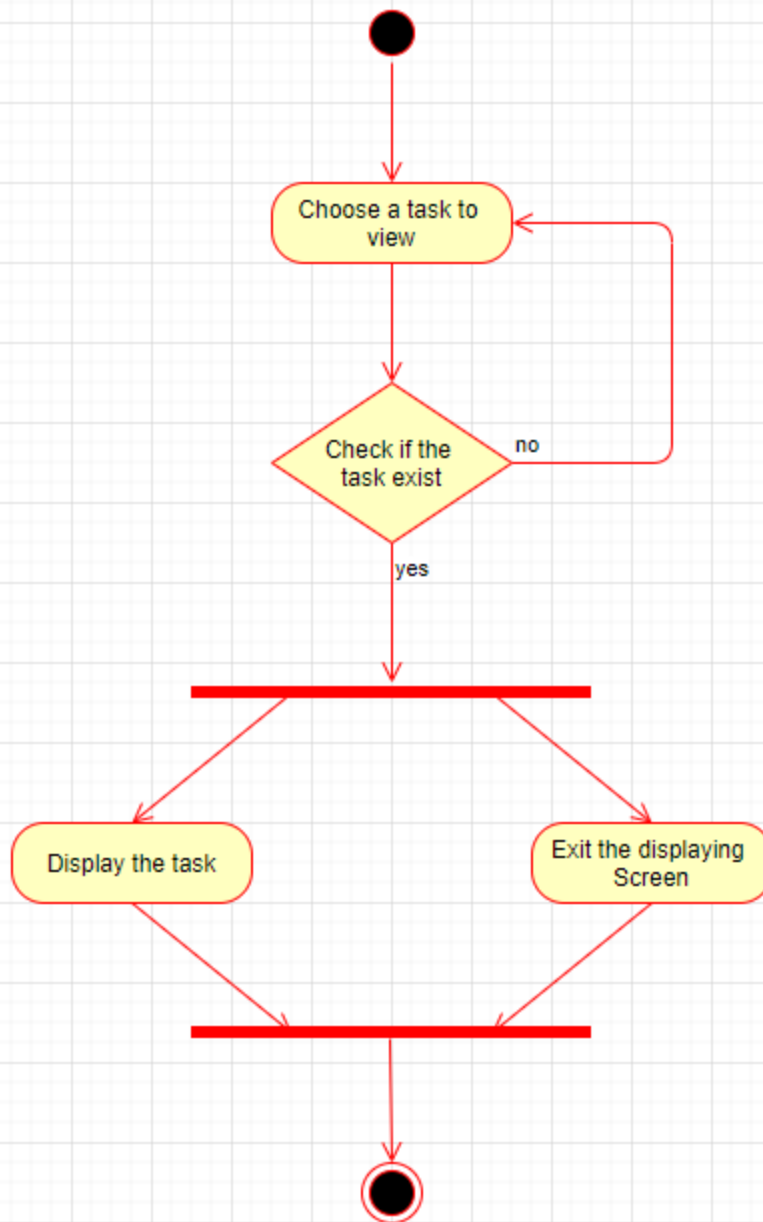 Choose a task to
view
Check if the
task exist
no
yes
Display the task
Exit the displaying
Screen